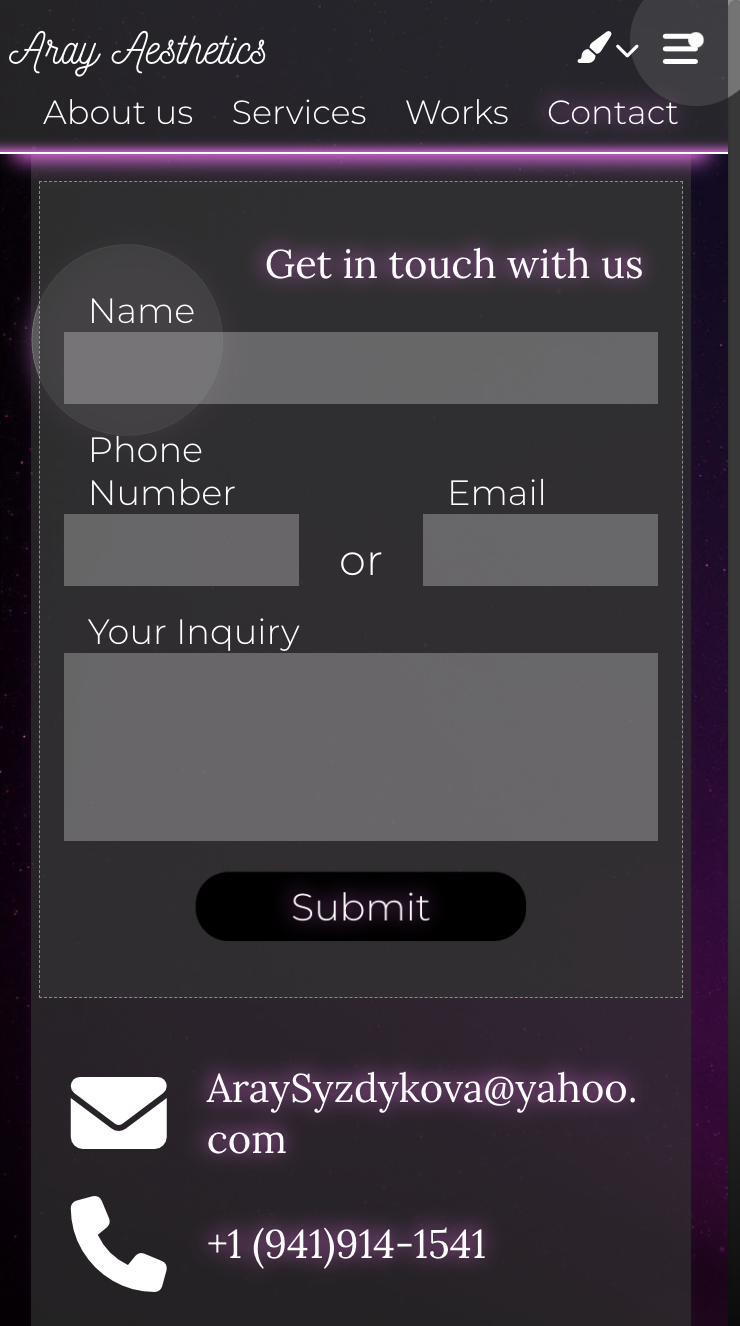 Aray Aesthetics
About us Services Works Contact
Get in touch with us
Name
Phone
Number
Email
or
Your Inquiry
Submit
AraySyzdykova@yahoo.
com
+1 (941)914-1541